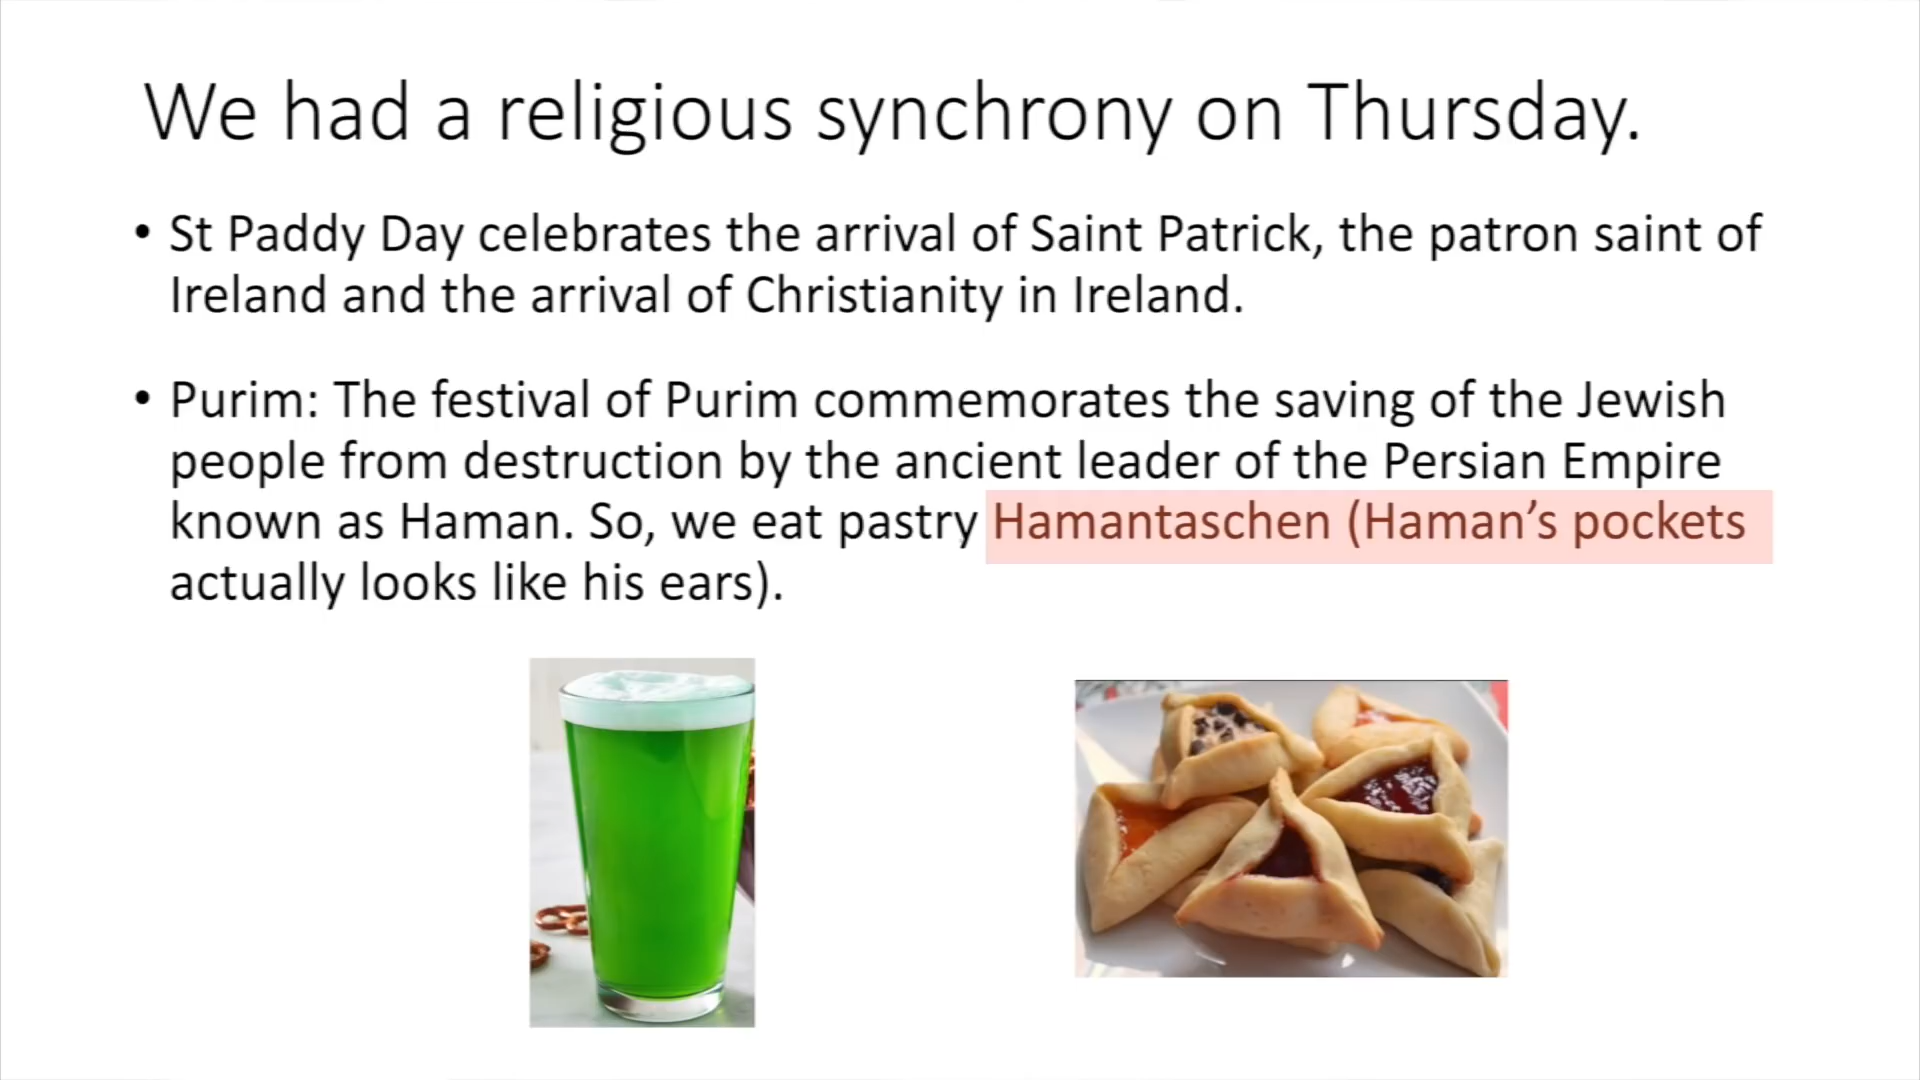 We had a religious synchrony on Thursday.
• St Paddy Day celebrates the arrival of Saint Patrick, the patron saint of
Ireland and the arrival of Christianity in Ireland.
• Purim: The festival of Purim commemorates the saving of the Jewish
people from destruction by the ancient leader of the Persian Empire
known as Haman. So, we eat pastry Hamantaschen (Haman’s pockets
actually looks like his ears).